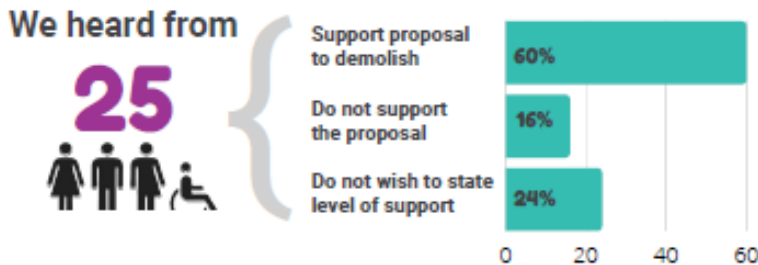 We heard from
25
Support proposal
to demolish
60%
Do not support
the proposal
16%
Do not wish to state
level of support
24%
0 20 40 60